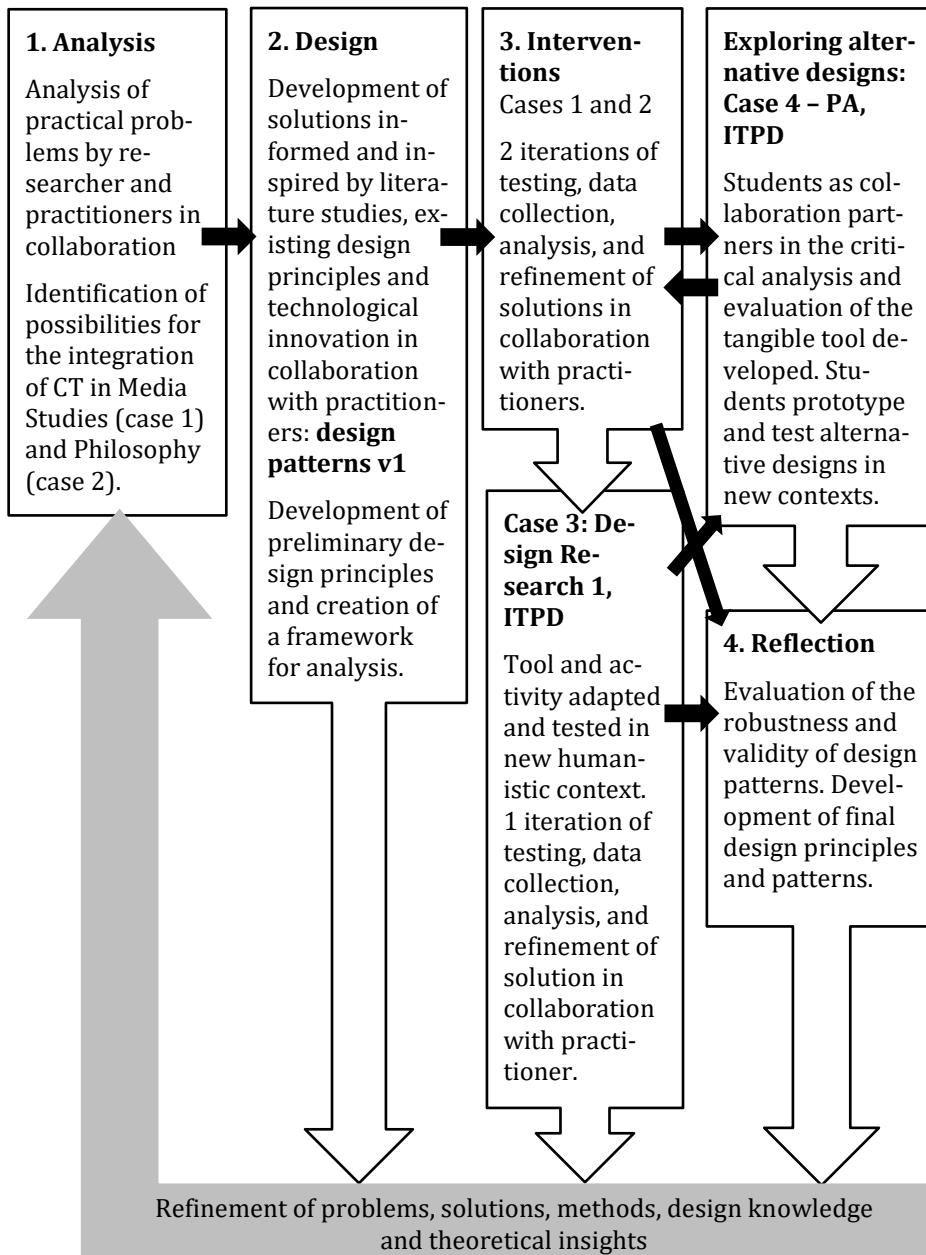 1. Analysis
Analysis of
practical prob-
lems by re-
searcher and
practitioners in
collaboration
Identification of
possibilities for
the integration
of CT in Media
Studies (case 1)
and Philosophy
(case 2).
2. Design
Development of
solutions in-
formed and in-
spired by litera-
ture studies, ex-
isting design
principles and
technological
innovation in
collaboration
with practition-
ers: design
patterns v1
Development of
preliminary de-
sign principles
and creation of
a framework
for analysis.
3. Interven-
tions
Cases 1 and 2
2 iterations of
testing, data
collection,
analysis, and
refinement of
solutions in
collaboration
with practi-
tioners.
Case 3: De-
sign Re-
search 1,
ITPD
Tool and ac-
tivity adapted
and tested in
new human-
istic context.
1 iteration of
testing, data
collection,
analysis, and
refinement of
solution in
collaboration
with practi-
tioner.
Exploring alter-
native designs:
Case 4 – PA,
ITPD
Students as col-
laboration part-
ners in the criti-
cal analysis and
evaluation of the
tangible tool de-
veloped. Stu-
dents prototype
and test alterna-
tive designs in
new contexts.
4. Reflection
Evaluation of the
robustness and
validity of design
patterns. Devel-
opment of final
design principles
and patterns.
Refinement of problems, solutions, methods, design knowledge
and theoretical insights